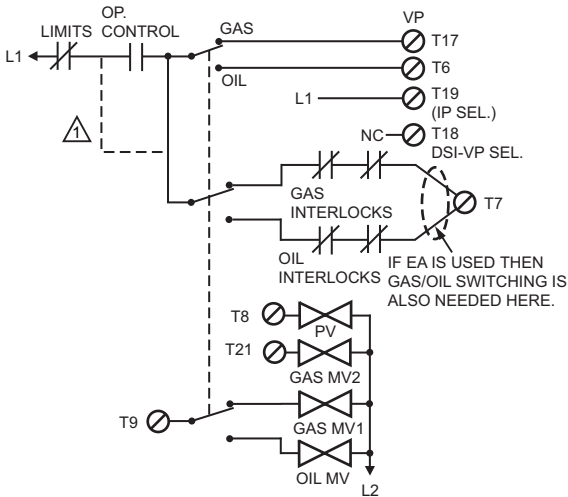 OP.
LIMITS CONTROL
GAS
VP
T17
L1
T6
OIL
L1
T19
(IP SEL.)
1
NC
T18
DSI-VP SEL.
GAS
INTERLOCKS
T7
OIL
INTERLOCKS
IF EA IS USED THEN
GAS/OIL SWITCHING IS
ALSO NEEDED HERE.
T8
PV
T21
GAS MV2
T9
GAS MV1
OIL MV
L2